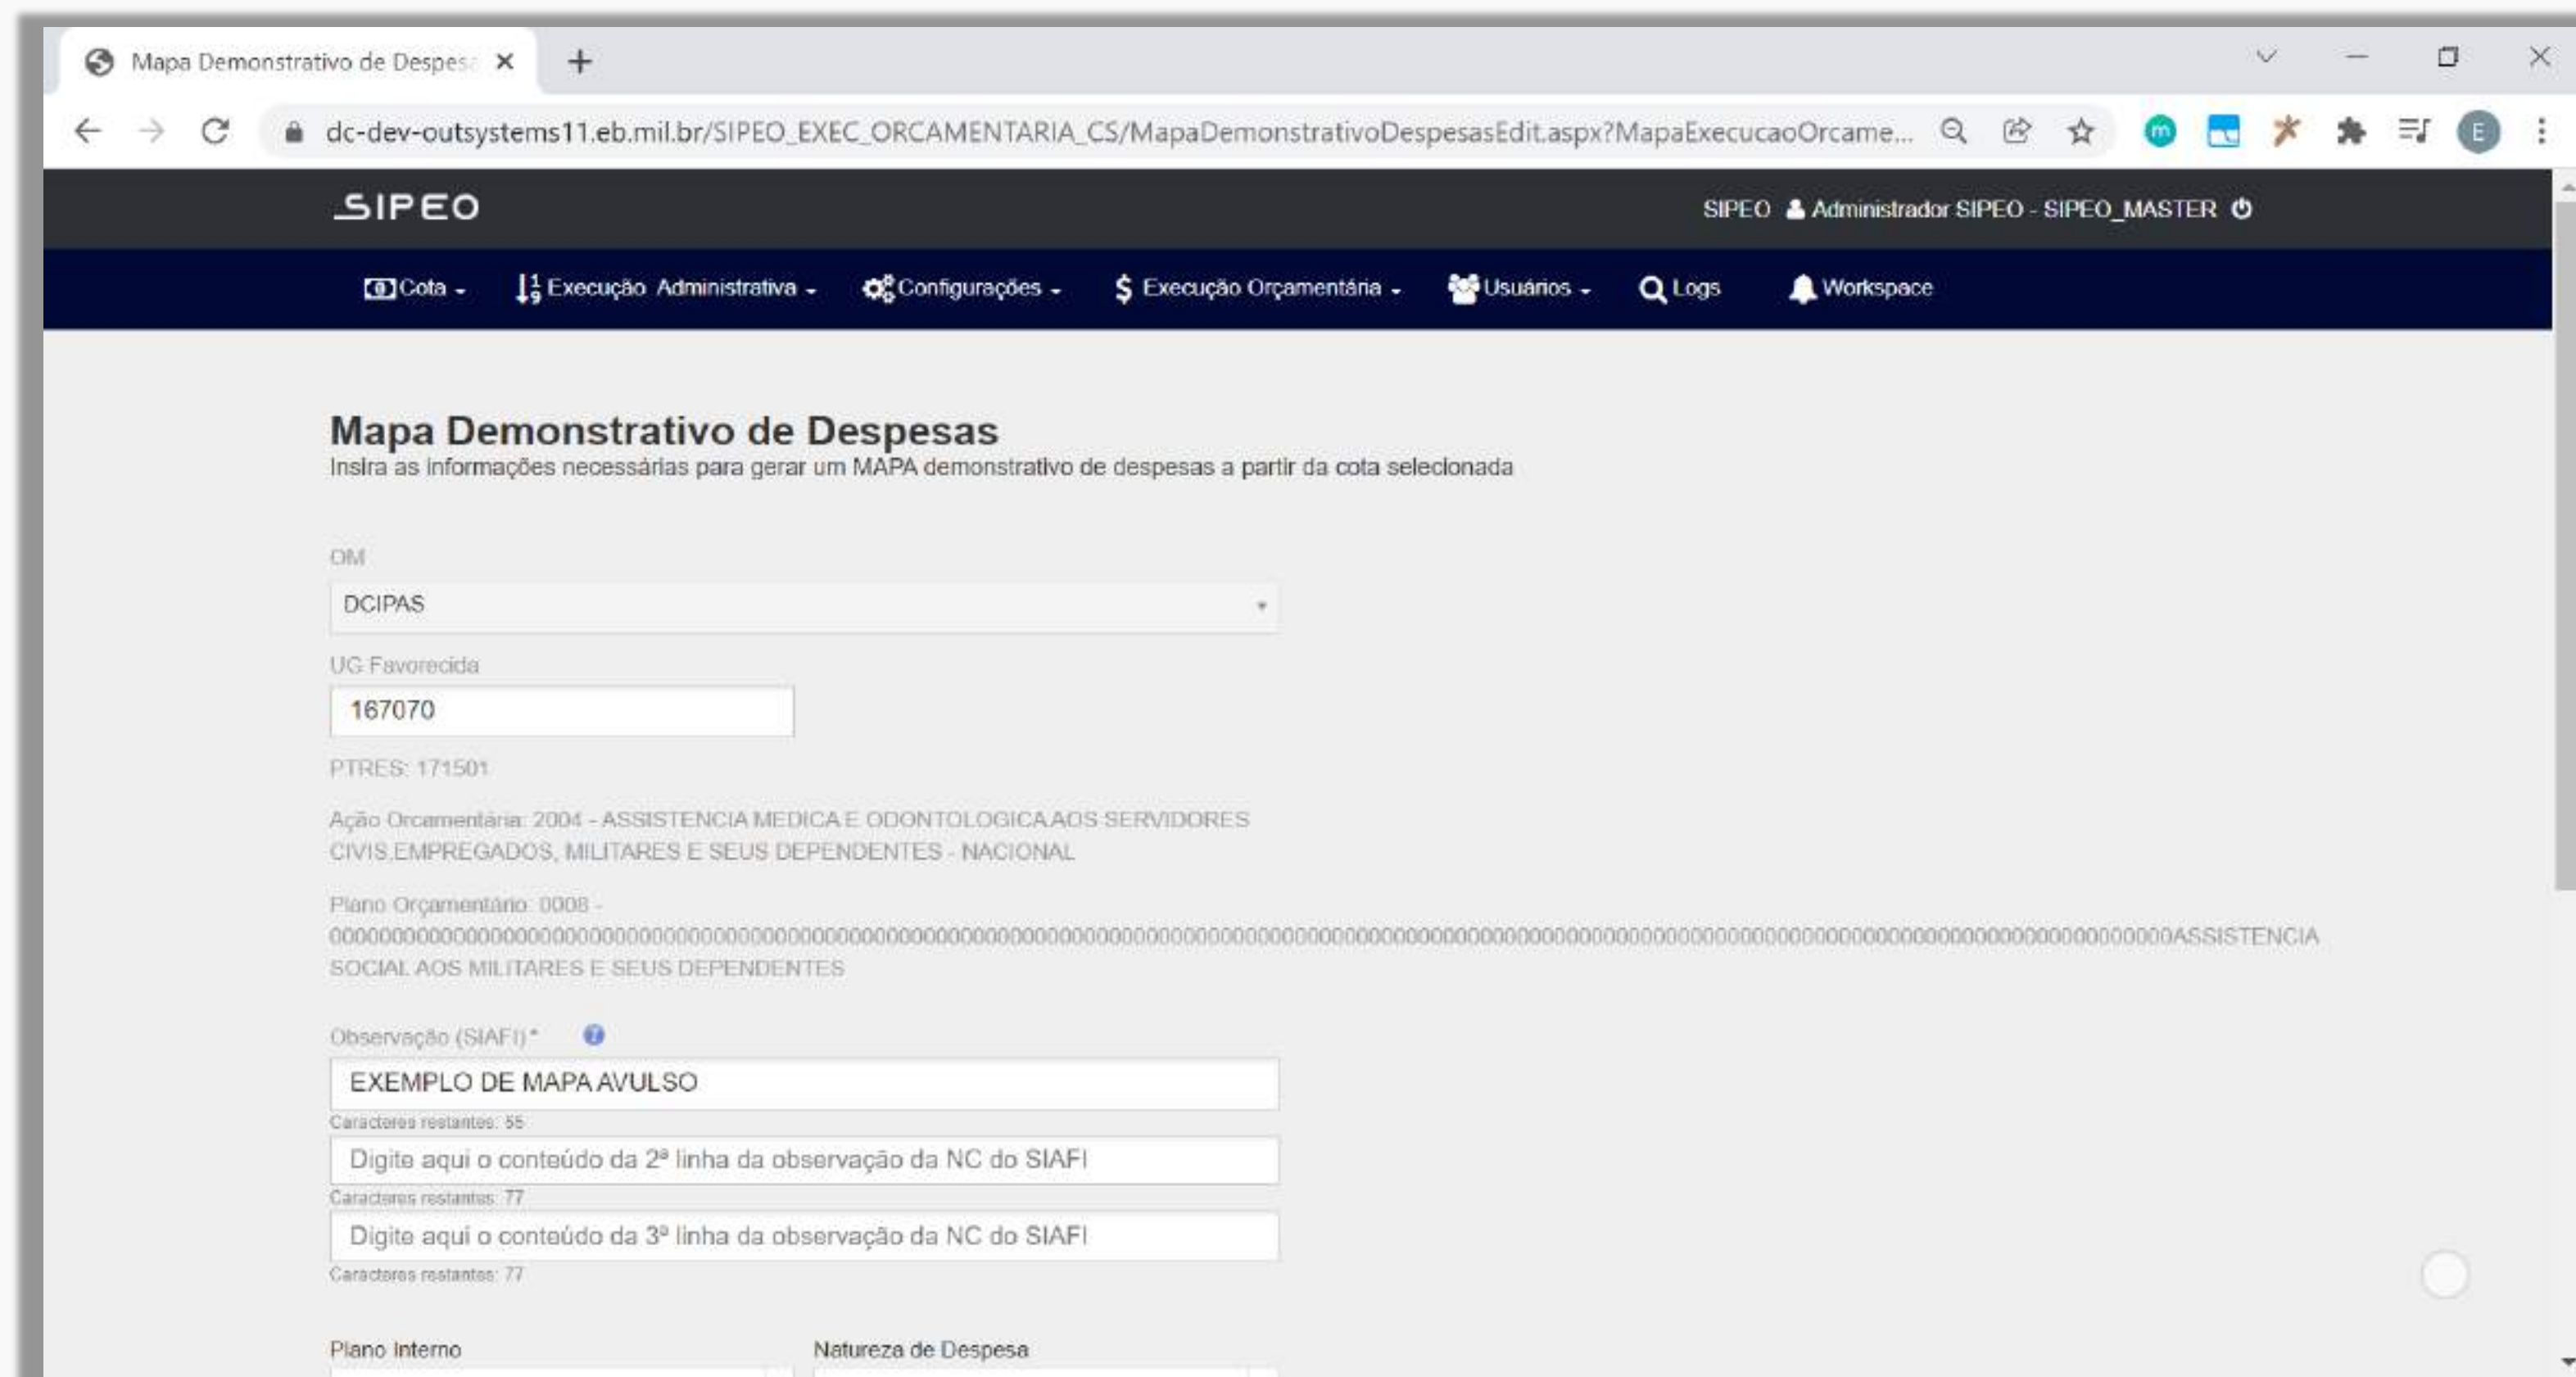 Mapa Demonstrativo de Despesa
dc-dev-outsystems11.eb.mil.br/SIPEO_EXEC_ORCAMENTARIA_CS/MapaDemonstrativoDespesasEdit.aspx?MapaExecucaoOrcame...
m
E
SIPEO
SIPEO Administrador SIPEO - SIPEO_MASTER
Cota Execução Administrativa Configurações $ Execução Orçamentária Usuários Logs Workspace
Mapa Demonstrativo de Despesas
Insira as informações necessárias para gerar um MAPA demonstrativo de despesas a partir da cota selecionada
OM
DCIPAS
UG Favorecida
167070
PTRES: 171501
Ação Orcamentária: 2004 - ASSISTENCIA MEDICA E ODONTOLOGICA AOS SERVIDORES
CIVIS,EMPREGADOS, MILITARES E SEUS DEPENDENTES - NACIONAL
Plano Orçamentário: 0008 -
ASSISTENCIA
SOCIAL AOS MILITARES E SEUS DEPENDENTES
Observação (SIAFI)* ?
EXEMPLO DE MAPA AVULSO
Caracteres restantes: 55
Digite aqui o conteúdo da 2ª linha da observação da NC do SIAFI
Caracteres restantes: 77
Digite aqui o conteúdo da 3ª linha da observação da NC do SIAFI
Caracteres restantes: 77
Plano Interno Natureza de Despesa